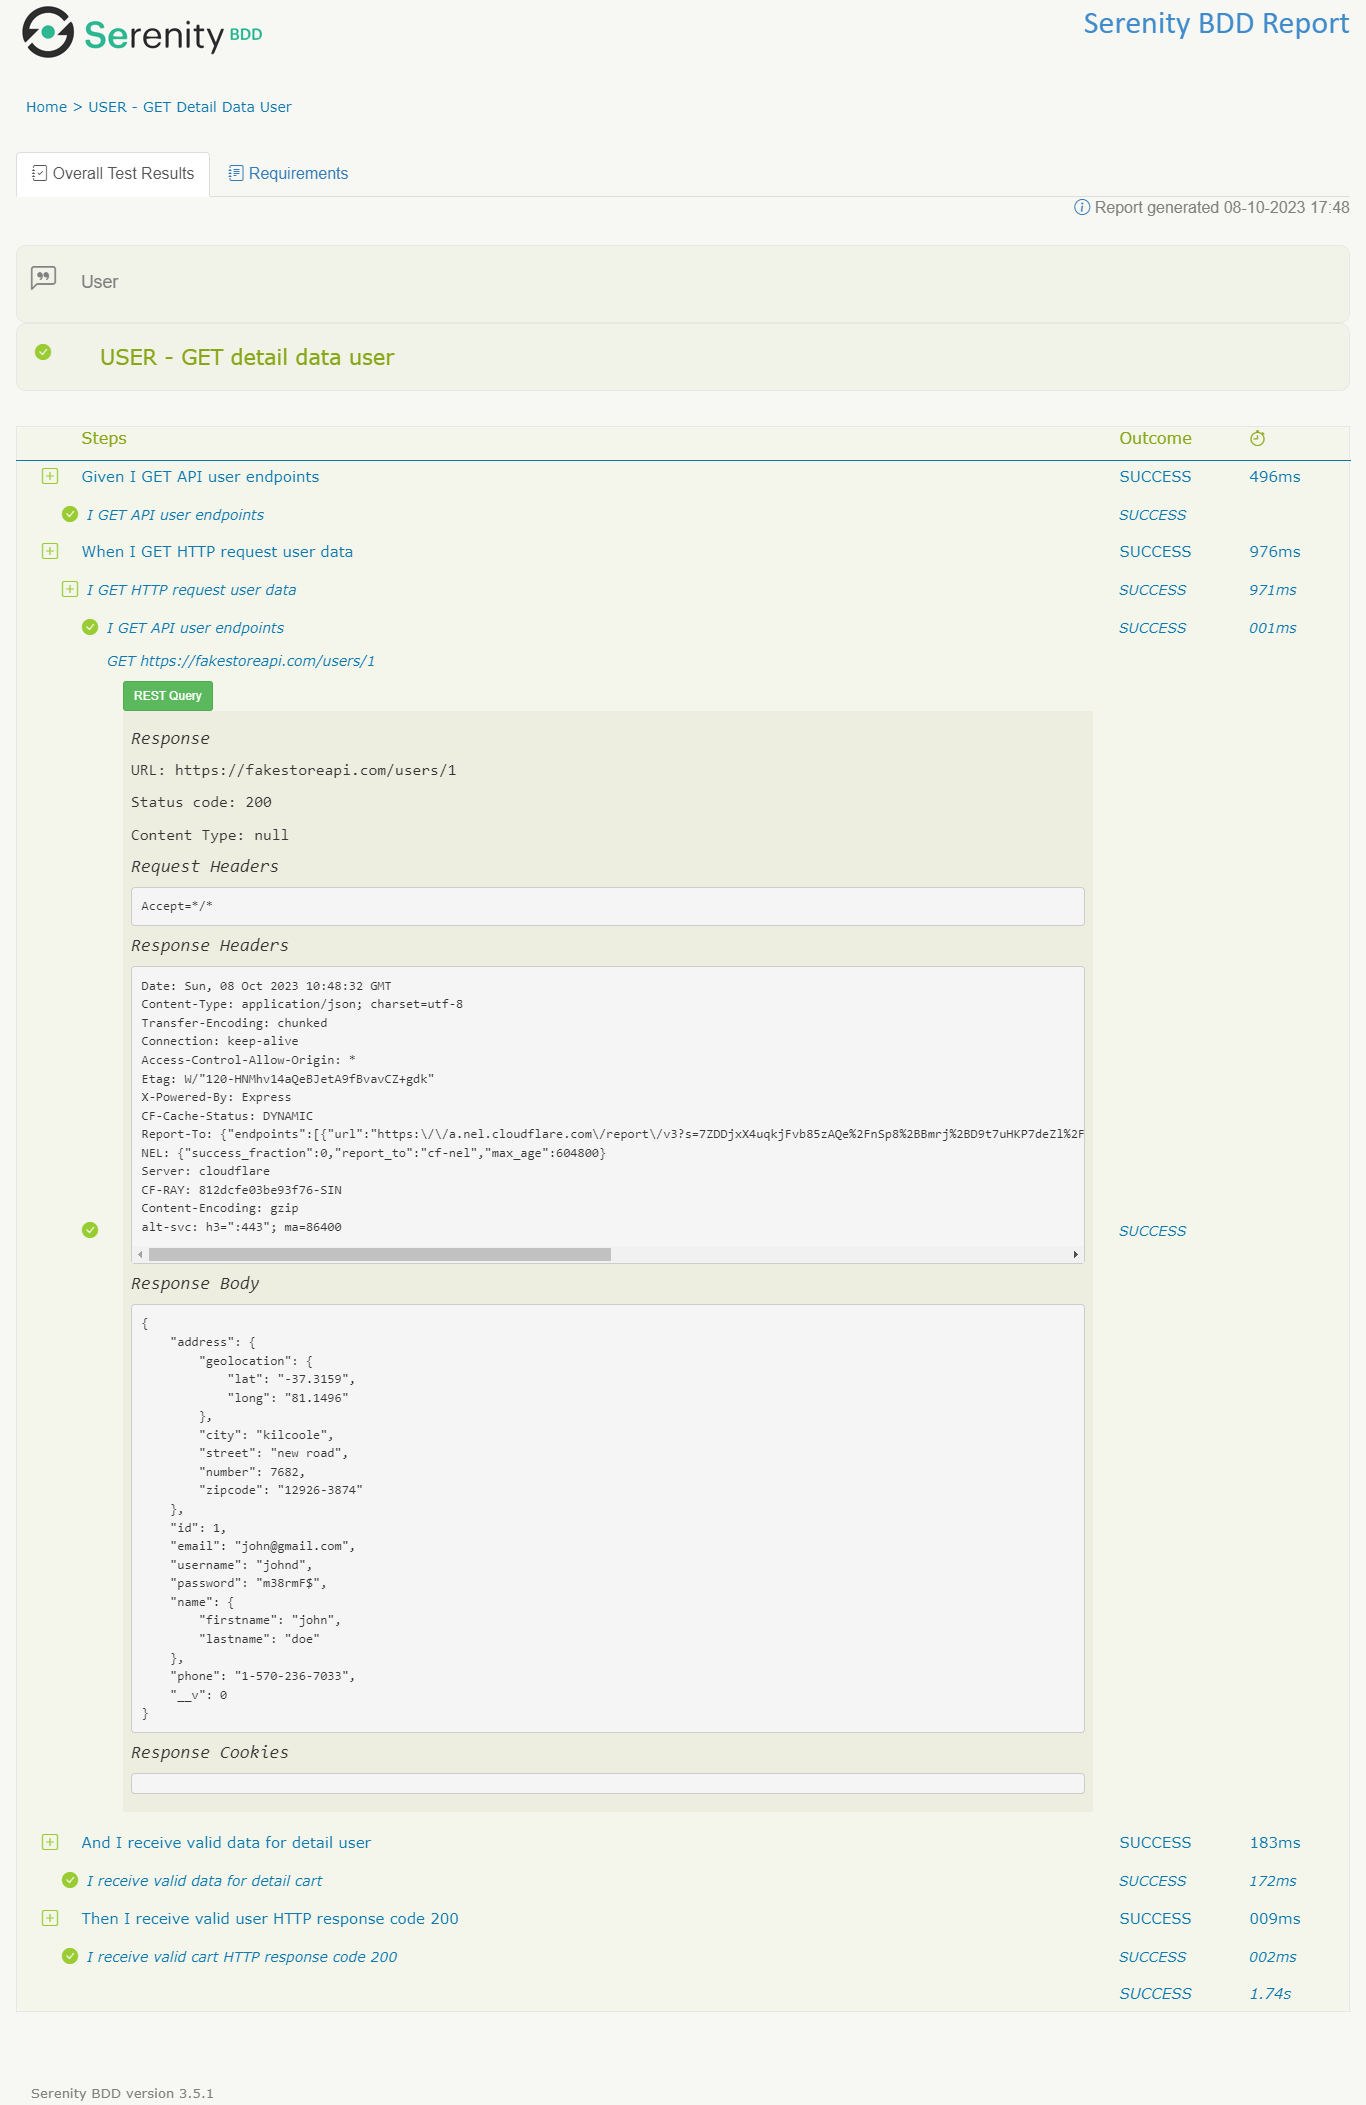 Serenity BDD
Serenity BDD Report
Home > USER - GET Detail Data User
Overall Test Results
Requirements
Report generated 08-10-2023 17:48
User
USER - GET detail data user
Steps Outcome
Given I GET API user endpoints SUCCESS 496ms
I GET API user endpoints SUCCESS
When I GET HTTP request user data SUCCESS 976ms
I GET HTTP request user data SUCCESS 971ms
I GET API user endpoints SUCCESS 001ms
GET https://fakestoreapi.com/users/1
REST Query
Response
URL: https://fakestoreapi.com/users/1
Status code: 200
Content Type: null
Request Headers
Accept=*/*
Response Headers
Date: Sun, 08 Oct 2023 10:48:32 GMT
Content-Type: application/json; charset=utf-8
Transfer-Encoding: chunked
Connection: keep-alive
Access-Control-Allow-Origin: *
Etag: W/"120-HNMhv14aQeBJetA9fBvavCZ+gdk"
X-Powered-By: Express
CF-Cache-Status: DYNAMIC
Report-To: {"endpoints":[{"url":"https:\/\/a.nel.cloudflare.com\/report\/v3?s=7ZDDjxX4uqkjFvb85zAQe%2FnSp8%2BBmrj%2BD9t7uHKP7deZl%2F
NEL: {"success_fraction":0,"report_to":"cf-nel","max_age":604800}
Server: cloudflare
CF-RAY: 812dcfe03be93f76-SIN
Content-Encoding: gzip
alt-svc: h3=":443"; ma=86400
SUCCESS
Response Body
{
    "address": {
        "geolocation": {
            "lat": "-37.3159",
            "long": "81.1496"
        },
        "city": "kilcoole",
        "street": "new road",
        "number": 7682,
        "zipcode": "12926-3874"
    },
    "id": 1,
    "email": "john@gmail.com",
    "username": "johnd",
    "password": "m38rmF$",
    "name": {
        "firstname": "john",
        "lastname": "doe"
    },
    "phone": "1-570-236-7033",
    "__v": 0
}
Response Cookies
And I receive valid data for detail user SUCCESS 183ms
I receive valid data for detail cart SUCCESS 172ms
Then I receive valid user HTTP response code 200 SUCCESS 009ms
I receive valid cart HTTP response code 200 SUCCESS 002ms
SUCCESS 1.74s
Serenity BDD version 3.5.1